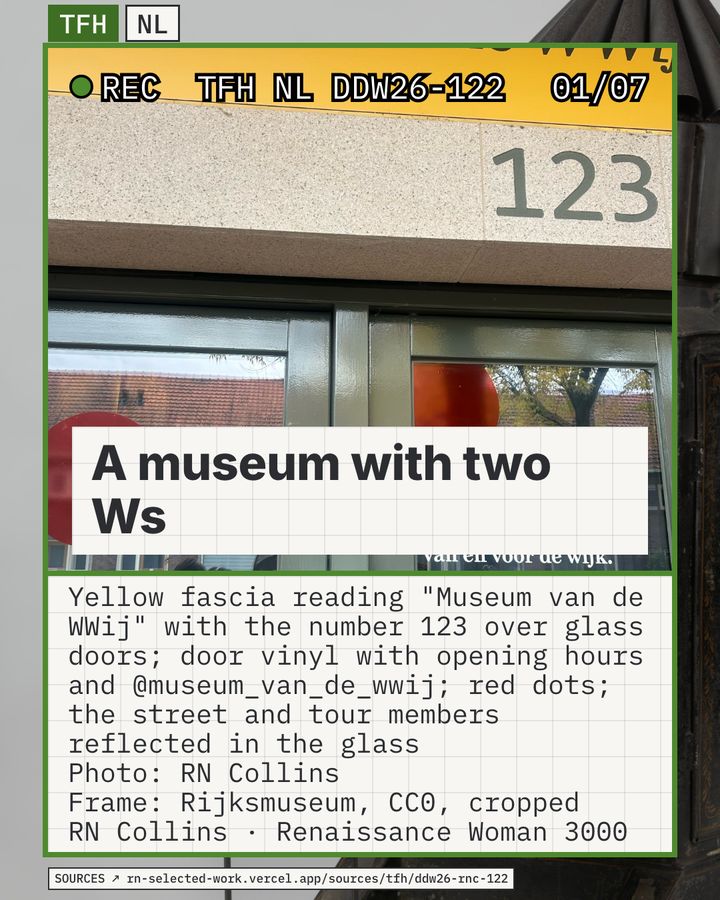 TFH NL
REC TFH NL DDW26-122 01/07
123
A museum with two
Ws
van en voor de wijk.
Yellow fascia reading "Museum van de
WWij" with the number 123 over glass
doors; door vinyl with opening hours
and @museum_van_de_wwij; red dots;
the street and tour members
reflected in the glass
Photo: RN Collins
Frame: Rijksmuseum, CC0, cropped
RN Collins · Renaissance Woman 3000
SOURCES ↗ rn-selected-work.vercel.app/sources/tfh/ddw26-rnc-122